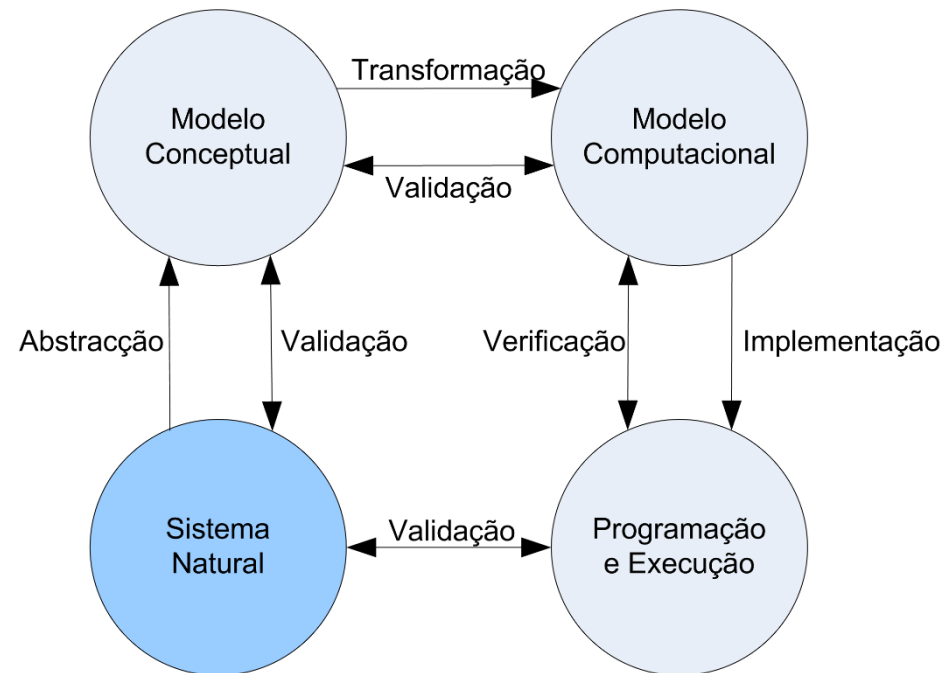 Transformação
Modelo
Conceptual
Modelo
Computacional
Validação
Abstracção
Validação
Verificação
Implementação
Sistema
Natural
Validação
Programação
e Execução